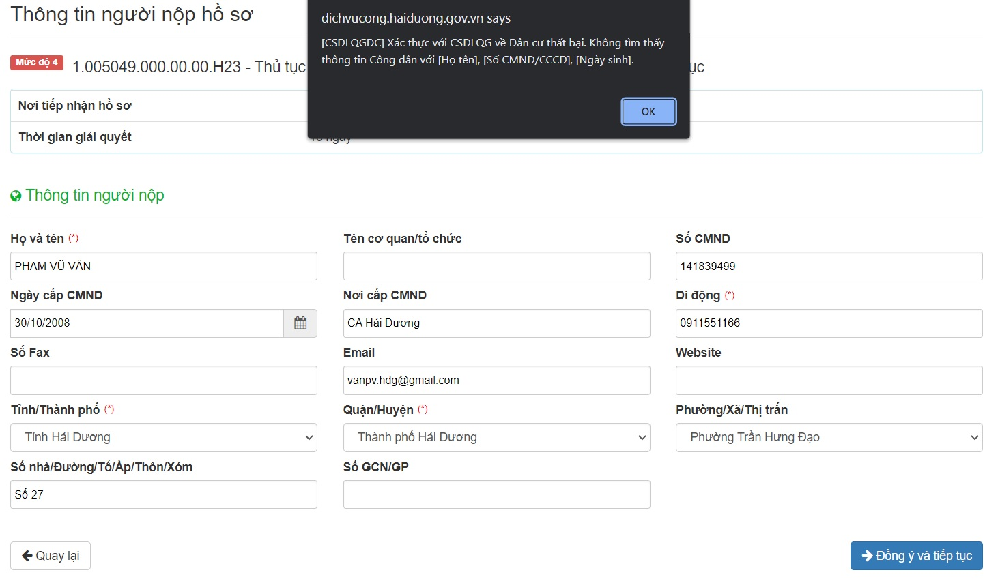 Thông tin người nộp hồ sơ
dichvucong.haiduong.gov.vn says
[CSDLQGDC] Xác thực với CSDLQG về Dân cư thất bại. Không tìm thấy
thông tin Công dân với [Họ tên], [Số CMND/CCCD], [Ngày sinh].
OK
Mức độ 4
1.005049.000.00.00.H23 - Thủ tục
Nơi tiếp nhận hồ sơ
Thời gian giải quyết
Thông tin người nộp
Họ và tên (*)
Tên cơ quan/tổ chức
Số CMND
PHẠM VŨ VĂN
141839499
Ngày cấp CMND
Nơi cấp CMND
Di động (*)
30/10/2008
CA Hải Dương
0911551166
Số Fax
Email
Website
vanpv.hdg@gmail.com
Tỉnh/Thành phố (*)
Quận/Huyện (*)
Phường/Xã/Thị trấn
Tỉnh Hải Dương
Thành phố Hải Dương
Phường Trần Hưng Đạo
Số nhà/Đường/Tổ/Ấp/Thôn/Xóm
Số GCN/GP
Số 27
Quay lại
Đồng ý và tiếp tục